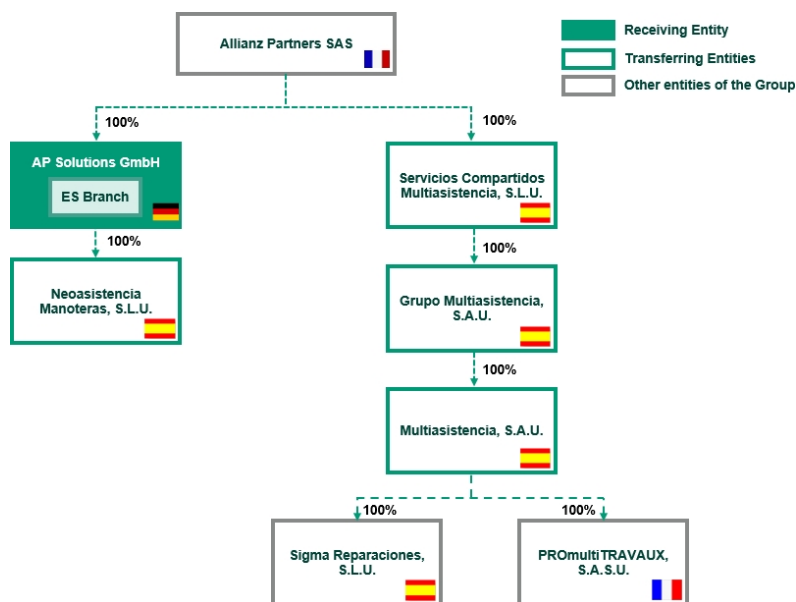 Allianz Partners SAS
Receiving Entity
Transferring Entities
Other entities of the Group
100%
100%
AP Solutions GmbH
ES Branch
Servicios Compartidos
Multiasistencia, S.L.U.
100%
100%
Neoasistencia
Manoteras, S.L.U.
Grupo Multiasistencia,
S.A.U.
100%
Multiasistencia, S.A.U.
100%
100%
Sigma Reparaciones,
S.L.U.
PROmultiTRAVAUX,
S.A.S.U.